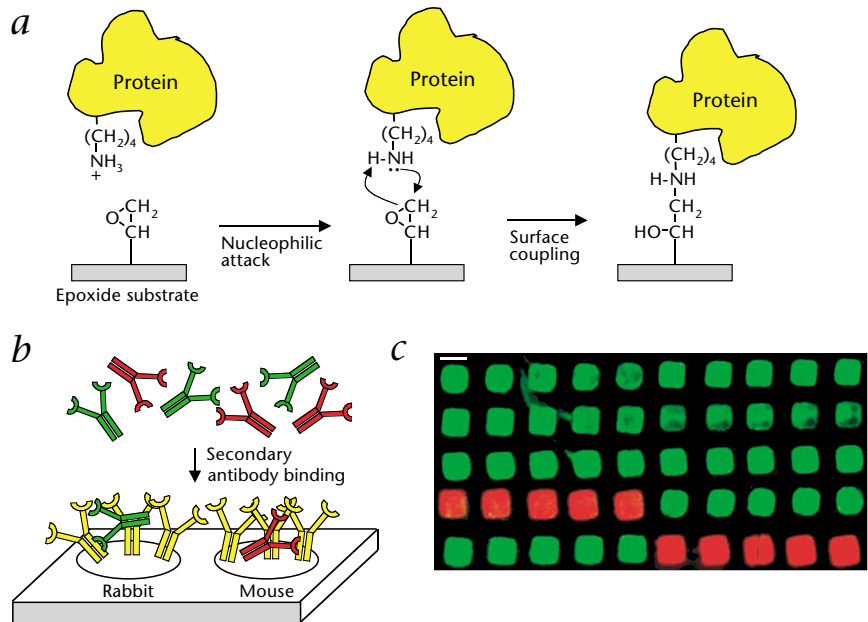 a
Protein
(CH₂)₄
NH₃
+
O CH₂
CH
Epoxide substrate
Nucleophilic
attack
Protein
(CH₂)₄
H-NH
O CH₂
CH
Surface
coupling
Protein
(CH₂)₄
H-NH
CH₂
HO-CH
b
Secondary
antibody binding
Rabbit
Mouse
c